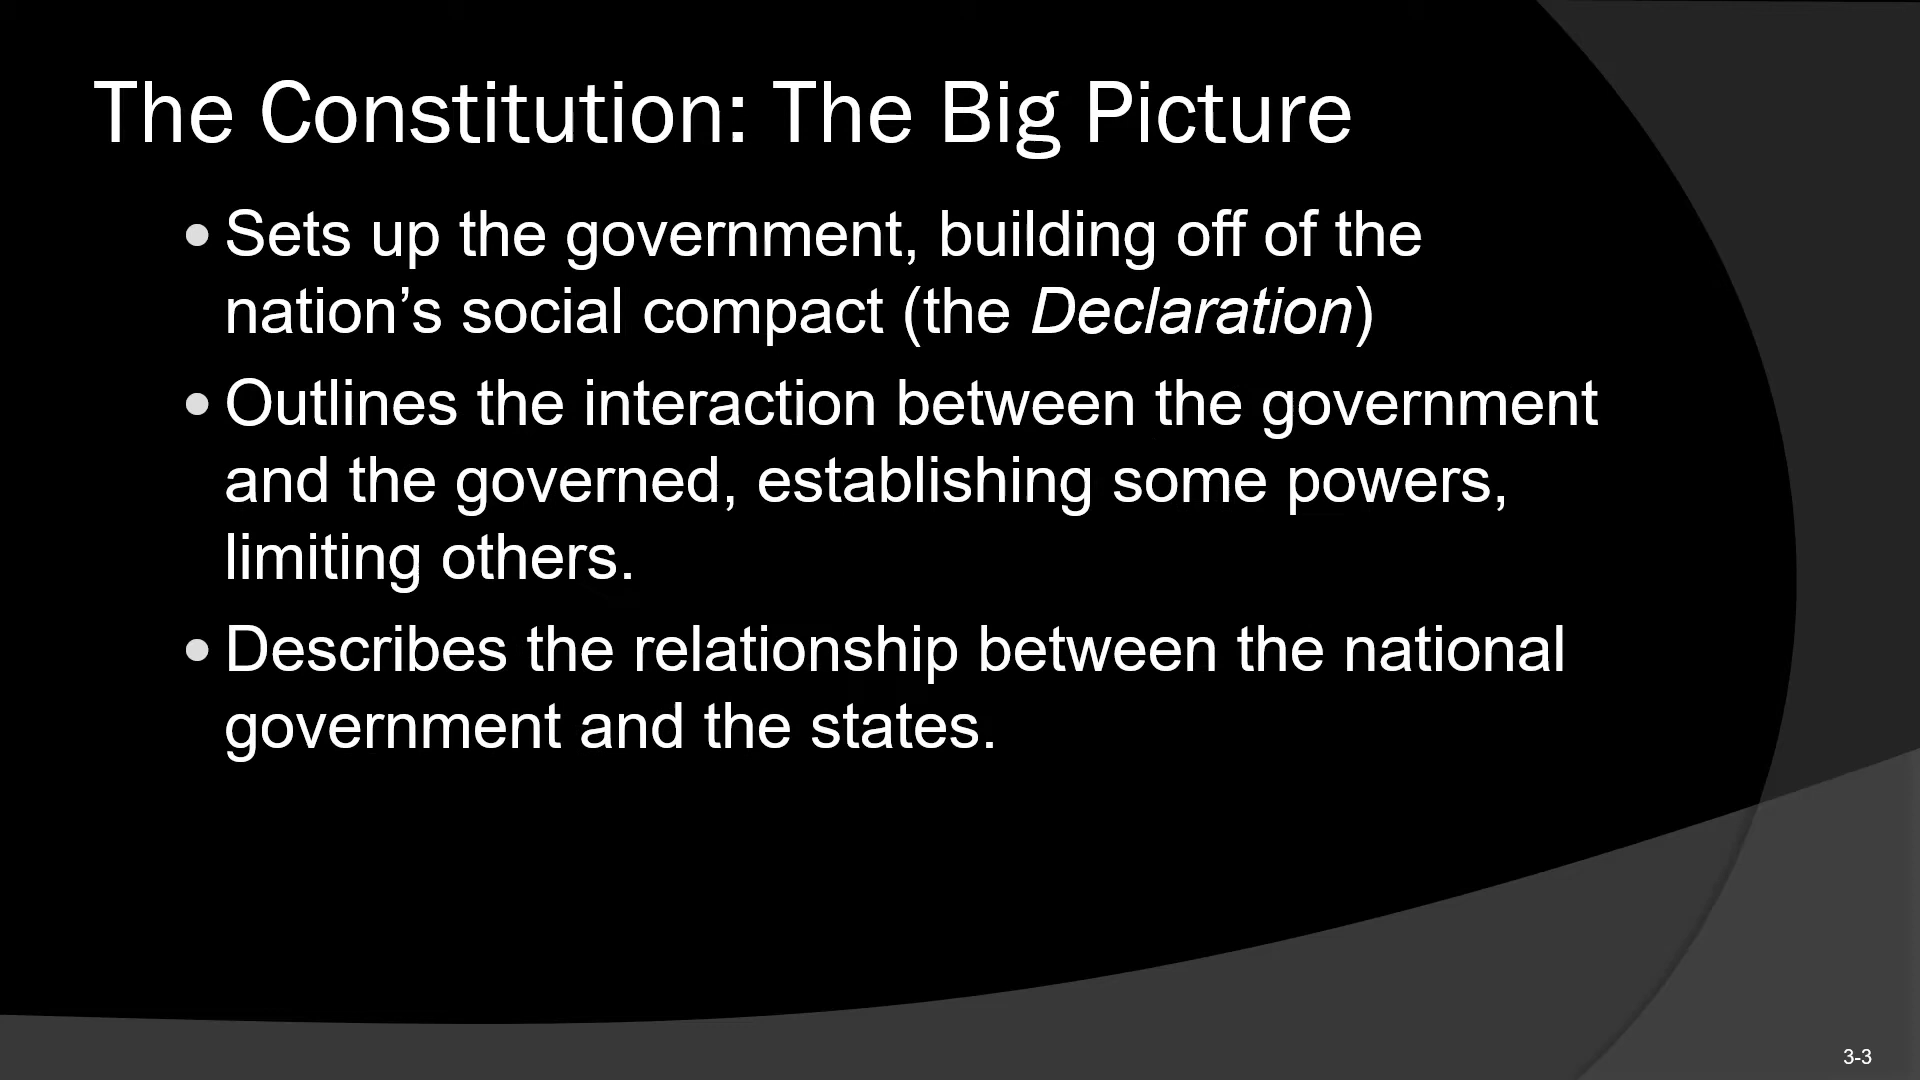 The Constitution: The Big Picture
• Sets up the government, building off of the
nation’s social compact (the Declaration)
• Outlines the interaction between the government
and the governed, establishing some powers,
limiting others.
• Describes the relationship between the national
government and the states.
3-3